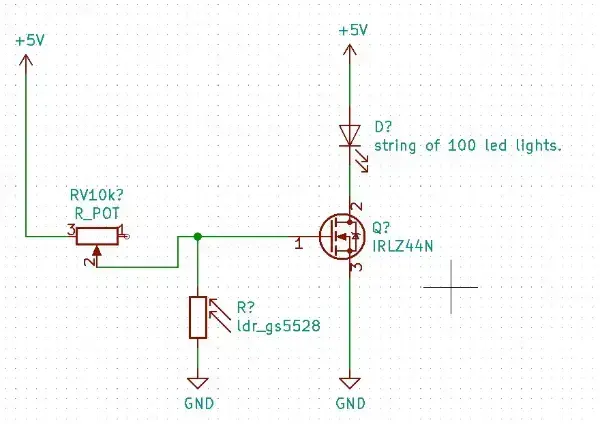 +5V
+5V
D?
string of 100 led lights.
RV10k?
R_POT
3
1
2
2
Q?
IRLZ44N
1
3
R?
ldr_gs5528
GND
GND